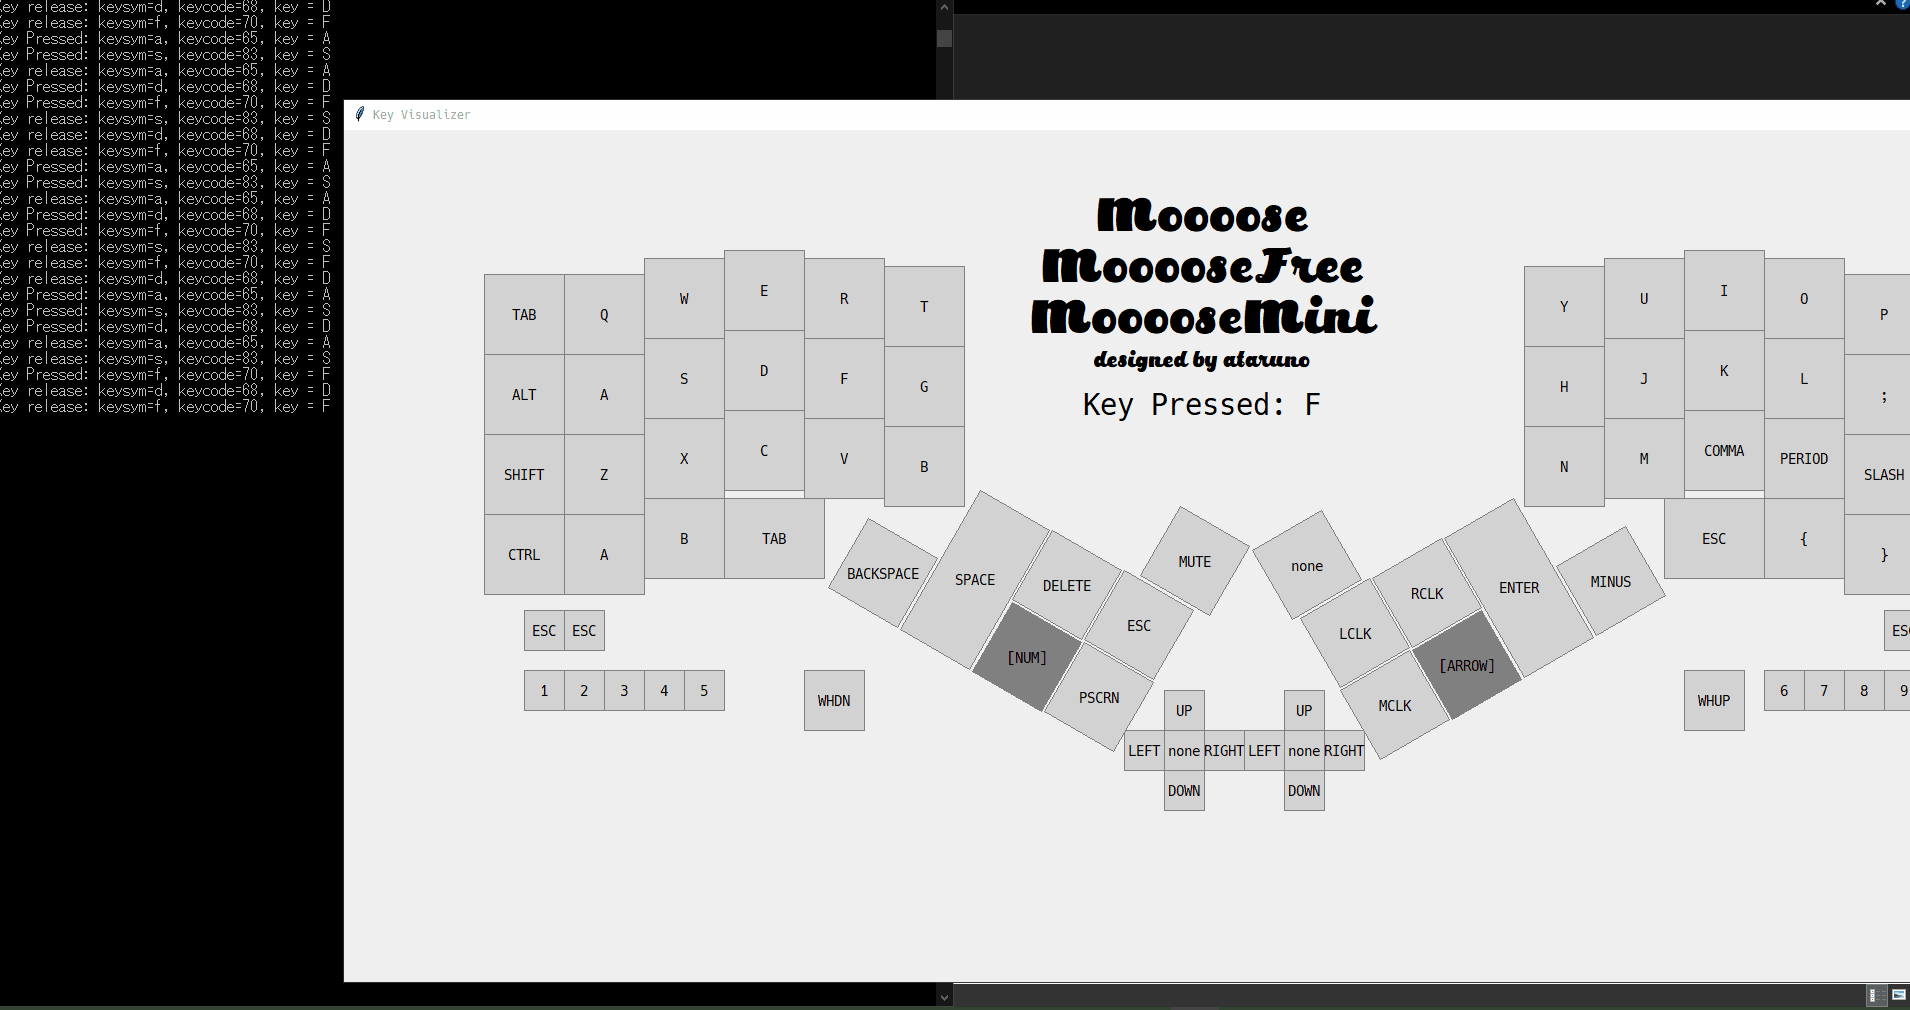 ey release: keysym=d, keycode=68, key = D
ey release: keysym=f, keycode=70, key = F
ey Pressed: keysym=a, keycode=65, key = A
ey Pressed: keysym=s, keycode=83, key = S
ey release: keysym=a, keycode=65, key = A
ey Pressed: keysym=d, keycode=68, key = D
ey Pressed: keysym=f, keycode=70, key = F
ey release: keysym=s, keycode=83, key = S
ey release: keysym=d, keycode=68, key = D
ey release: keysym=f, keycode=70, key = F
ey Pressed: keysym=a, keycode=65, key = A
ey Pressed: keysym=s, keycode=83, key = S
ey release: keysym=a, keycode=65, key = A
ey Pressed: keysym=d, keycode=68, key = D
ey Pressed: keysym=f, keycode=70, key = F
ey release: keysym=s, keycode=83, key = S
ey release: keysym=f, keycode=70, key = F
ey release: keysym=d, keycode=68, key = D
ey Pressed: keysym=a, keycode=65, key = A
ey Pressed: keysym=s, keycode=83, key = S
ey Pressed: keysym=d, keycode=68, key = D
ey release: keysym=a, keycode=65, key = A
ey release: keysym=s, keycode=83, key = S
ey Pressed: keysym=f, keycode=70, key = F
ey release: keysym=d, keycode=68, key = D
ey release: keysym=f, keycode=70, key = F
Key Visualizer
Moooose
MooooseFree
MooooseMini
designed by ataruno
Key Pressed: F
TAB Q W E R T
ALT A S D F G
SHIFT Z X C V B
CTRL A B TAB
BACKSPACE SPACE DELETE ESC MUTE
[NUM] PSCRN
ESC ESC
1 2 3 4 5
WHDN
Y U I O P
H J K L ;
N M COMMA PERIOD SLASH
ESC { }
none LCLK RCLK ENTER MINUS
MCLK [ARROW]
UP UP
LEFT none RIGHT LEFT none RIGHT
DOWN DOWN
ES
WHUP
6 7 8 9